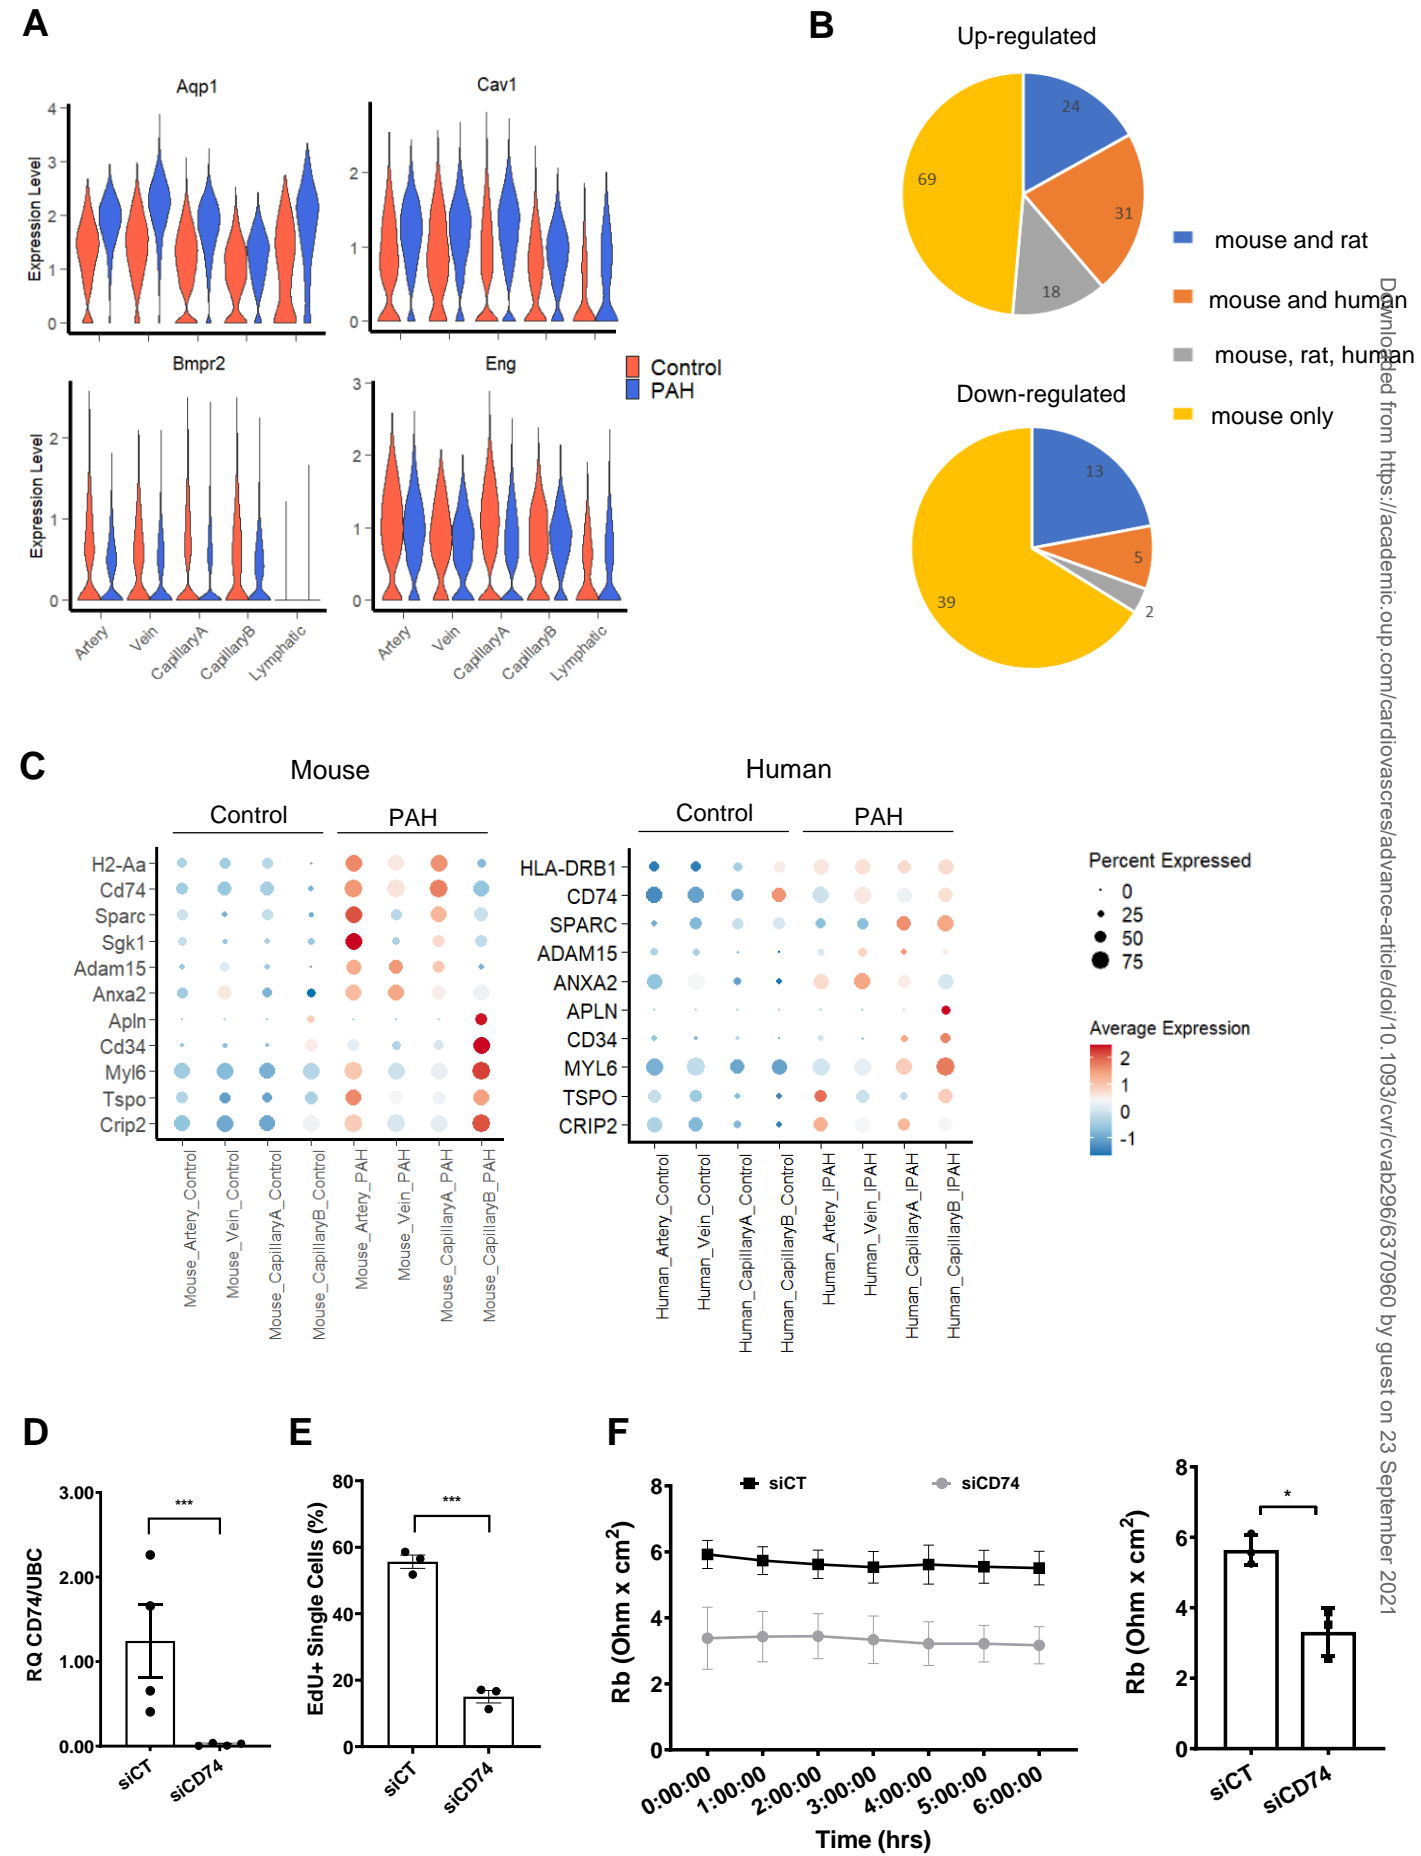 A
Aqp1
Cav1
Expression Level
4
3
2
1
0
2
1
0
Bmpr2
Eng
Expression Level
2
1
0
3
2
1
0
Control
PAH
Artery
Vein
CapillaryA
CapillaryB
Lymphatic
Artery
Vein
CapillaryA
CapillaryB
Lymphatic
B
Up-regulated
24
31
18
69
Down-regulated
13
5
2
39
mouse and rat
mouse and human
mouse, rat, human
mouse only
C
Mouse
Control
PAH
H2-Aa
Cd74
Sparc
Sgk1
Adam15
Anxa2
Apln
Cd34
Myl6
Tspo
Crip2
Mouse_Artery_Control
Mouse_Vein_Control
Mouse_CapillaryA_Control
Mouse_CapillaryB_Control
Mouse_Artery_PAH
Mouse_Vein_PAH
Mouse_CapillaryA_PAH
Mouse_CapillaryB_PAH
Human
Control
PAH
HLA-DRB1
CD74
SPARC
ADAM15
ANXA2
APLN
CD34
MYL6
TSPO
CRIP2
Human_Artery_Control
Human_Vein_Control
Human_CapillaryA_Control
Human_CapillaryB_Control
Human_Artery_IPAH
Human_Vein_IPAH
Human_CapillaryA_IPAH
Human_CapillaryB_IPAH
Percent Expressed
0
25
50
75
Average Expression
2
1
0
-1
D
RQ CD74/UBC
3.00
2.00
1.00
0.00
***
siCT
siCD74
E
EdU+ Single Cells (%)
80
60
40
20
0
***
siCT
siCD74
F
Rb (Ohm x cm2)
8
6
4
2
0
siCT
siCD74
0:00:00
1:00:00
2:00:00
3:00:00
4:00:00
5:00:00
6:00:00
Time (hrs)
Rb (Ohm x cm2)
8
6
4
2
0
*
siCT
siCD74
Downloaded from https://academic.oup.com/cardiovascres/advance-article/doi/10.1093/cvr/cvab296/6370960 by guest on 23 September 2021